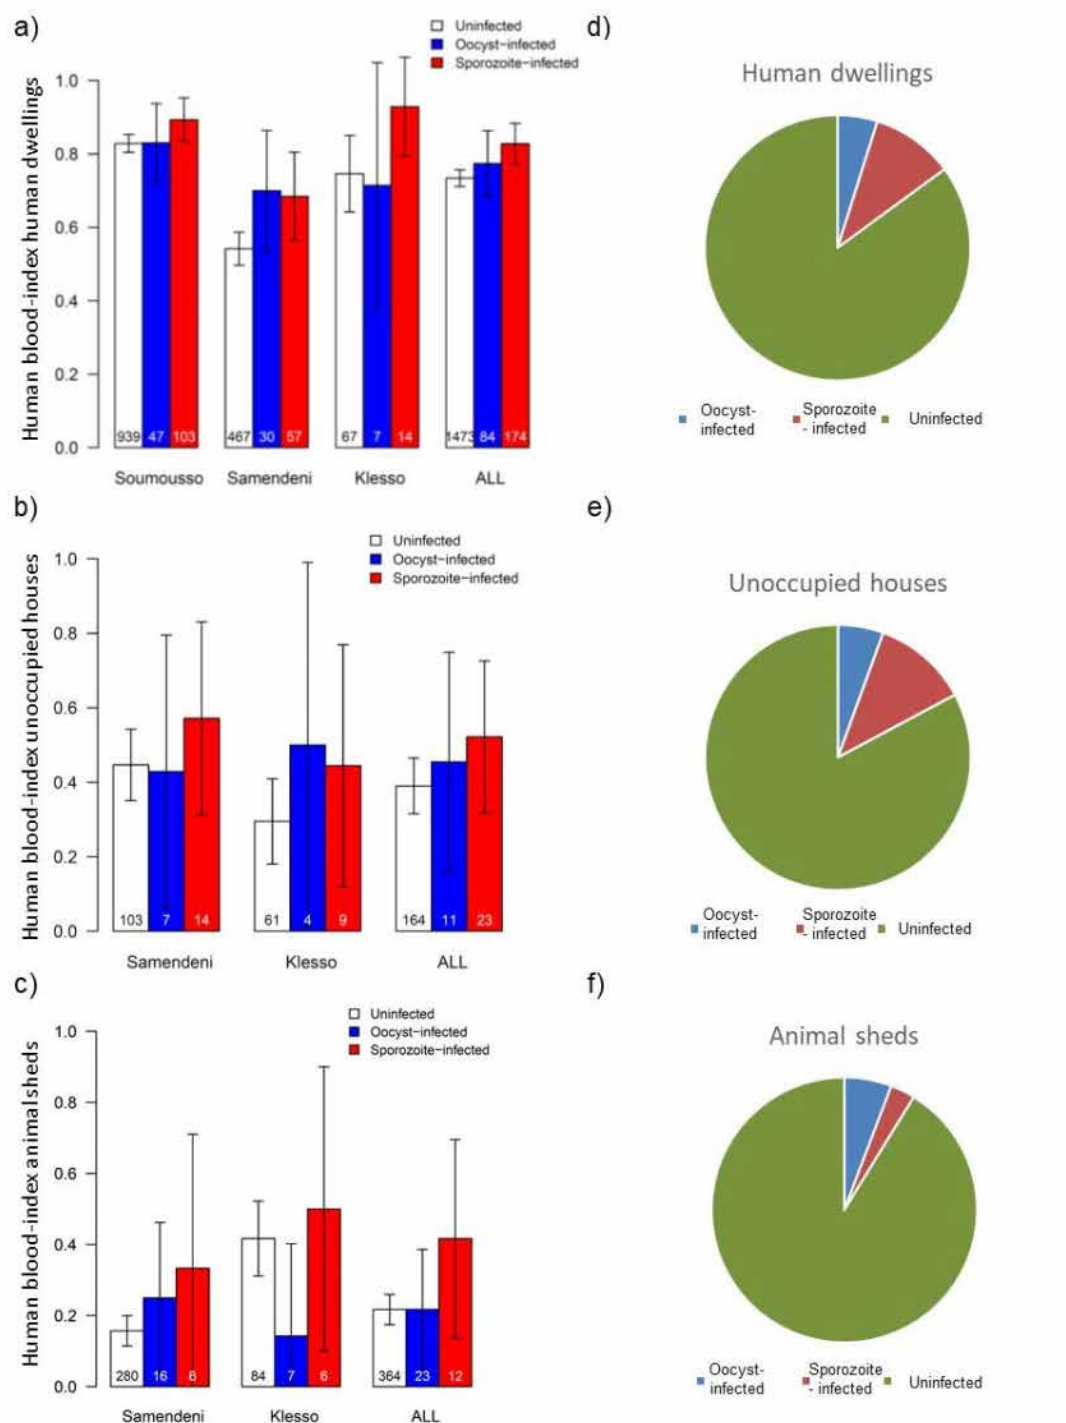 a)
Uninfected
Oocyst-infected
Sporozoite-infected
Human blood-index human dwellings
1.0
0.8
0.6
0.4
0.2
0.0
939 47 103 467 30 57 67 7 14 1473 84 174
Soumousso Samendeni Klesso ALL
d)
Human dwellings
Oocyst-
infected
Sporozoite
- infected
Uninfected
b)
Uninfected
Oocyst-infected
Sporozoite-infected
Human blood-index unoccupied houses
1.0
0.8
0.6
0.4
0.2
0.0
103 7 14 61 4 9 164 11 23
Samendeni Klesso ALL
e)
Unoccupied houses
Oocyst-
infected
Sporozoite
- infected
Uninfected
c)
Uninfected
Oocyst-infected
Sporozoite-infected
Human blood-index animal sheds
1.0
0.8
0.6
0.4
0.2
0.0
280 16 6 84 7 6 364 23 12
Samendeni Klesso ALL
f)
Animal sheds
Oocyst-
infected
Sporozoite
- infected
Uninfected